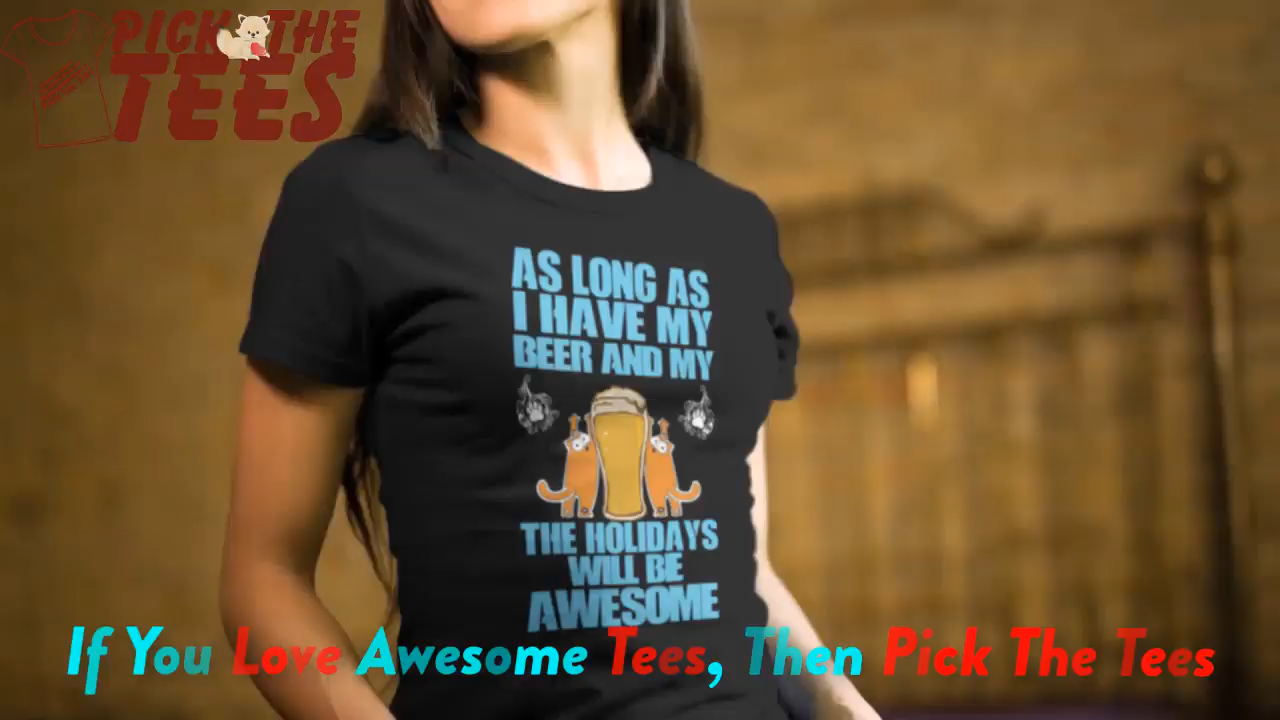 PICK THE
TEES
AS LONG AS
I HAVE MY
BEER AND MY
THE HOLIDAYS
WILL BE
AWESOME
If You Love Awesome Tees, Then Pick The Tees